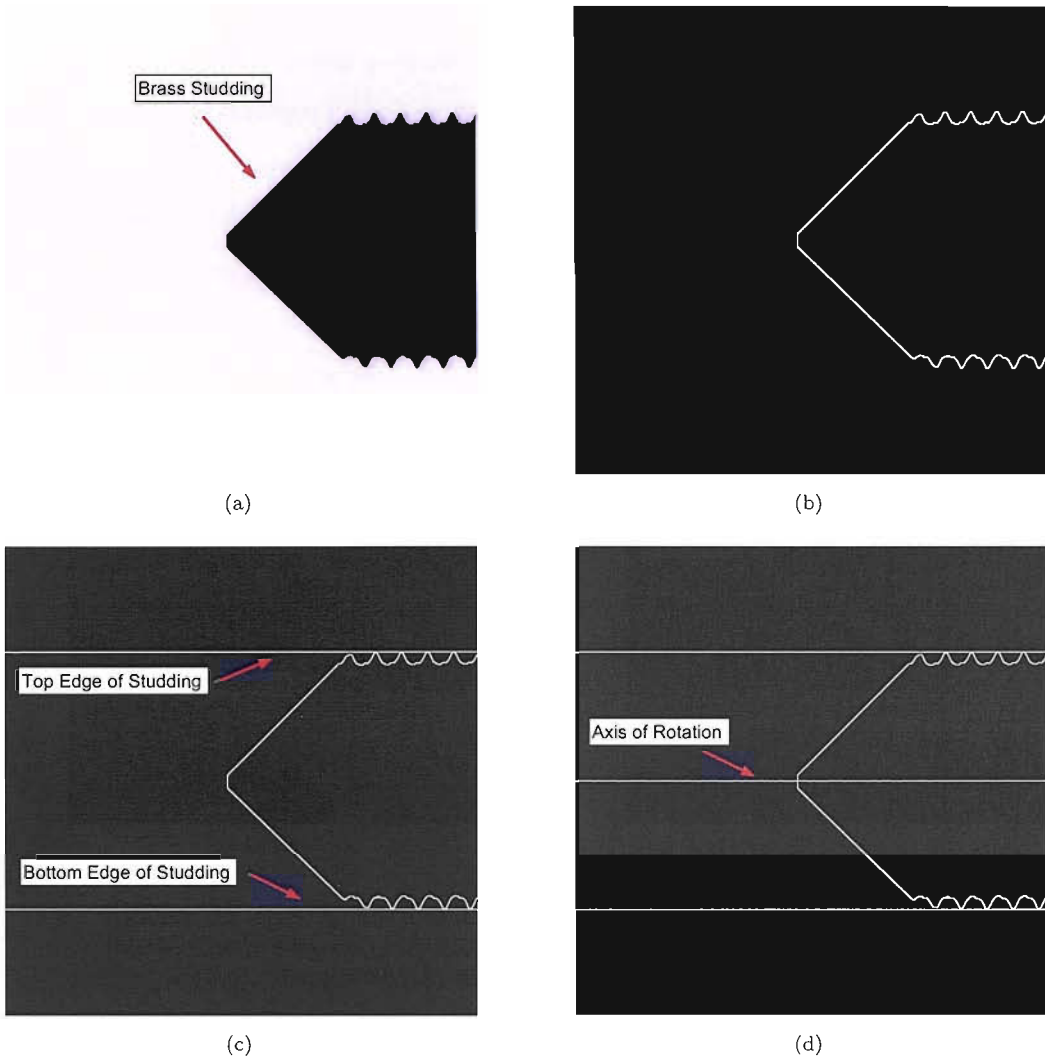 Brass Studding
(a)
(b)
Top Edge of Studding
Bottom Edge of Studding
(c)
Axis of Rotation
(d)